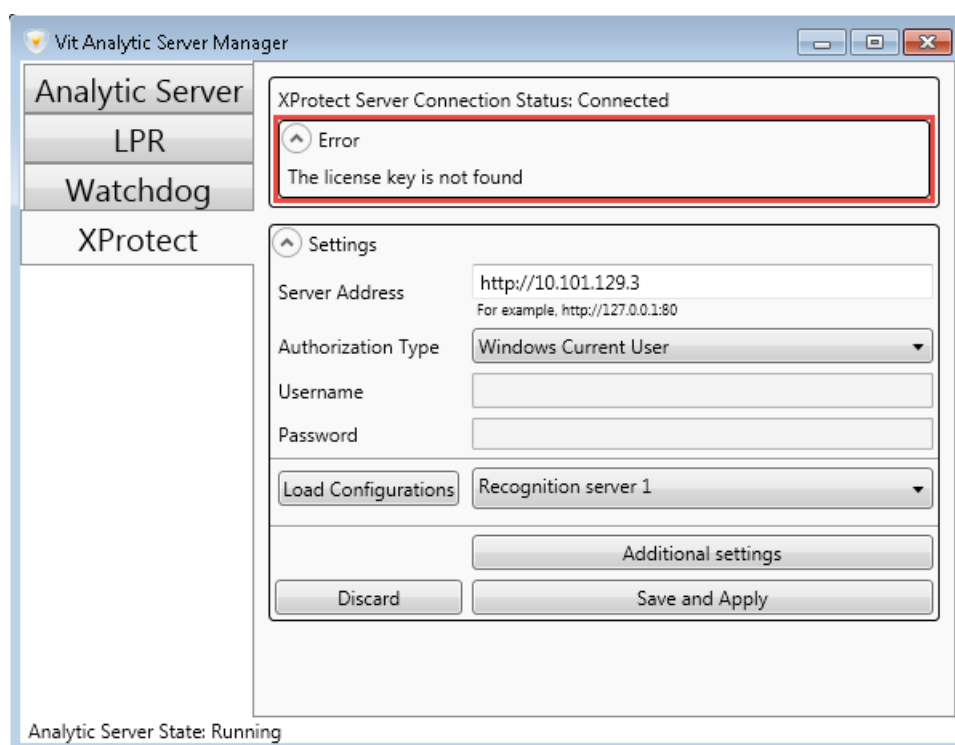 Vit Analytic Server Manager
Analytic Server
LPR
Watchdog
XProtect
XProtect Server Connection Status: Connected
Error
The license key is not found
Settings
Server Address
http://10.101.129.3
For example, http://127.0.0.1:80
Authorization Type
Windows Current User
Username
Password
Load Configurations
Recognition server 1
Additional settings
Discard
Save and Apply
Analytic Server State: Running